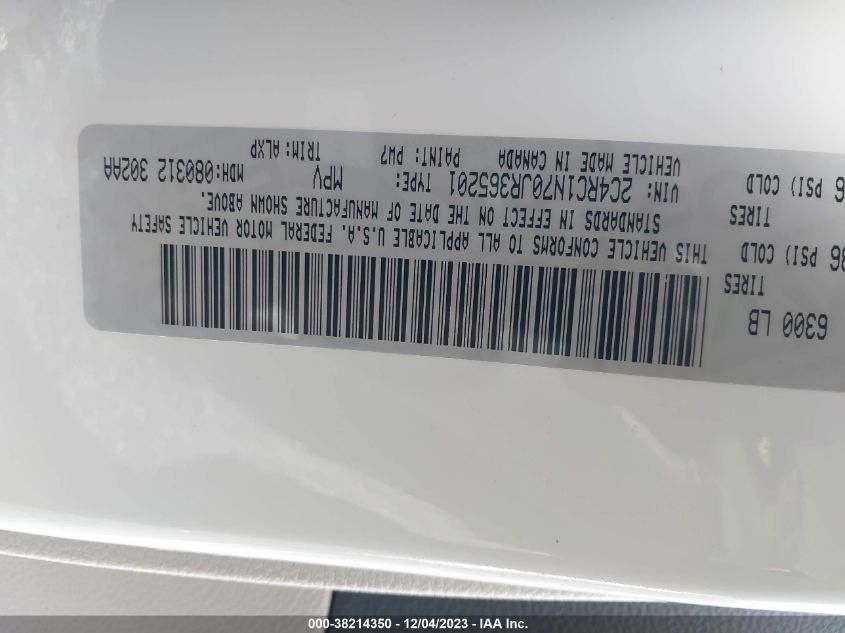 6300 LB
TIRES
36 PSI) COLD
TIRES
36 PSI) COLD
THIS VEHICLE CONFORMS TO ALL APPLICABLE U.S.A. FEDERAL MOTOR VEHICLE SAFETY
STANDARDS IN EFFECT ON THE DATE OF MANUFACTURE SHOWN ABOVE.
VIN: 2C4RC1N70JR365201 TYPE: MPV MDH:080312 302AA
VEHICLE MADE IN CANADA PAINT: PW7 TRIM: ALXP
000-38214350 - 12/04/2023 - IAA Inc.